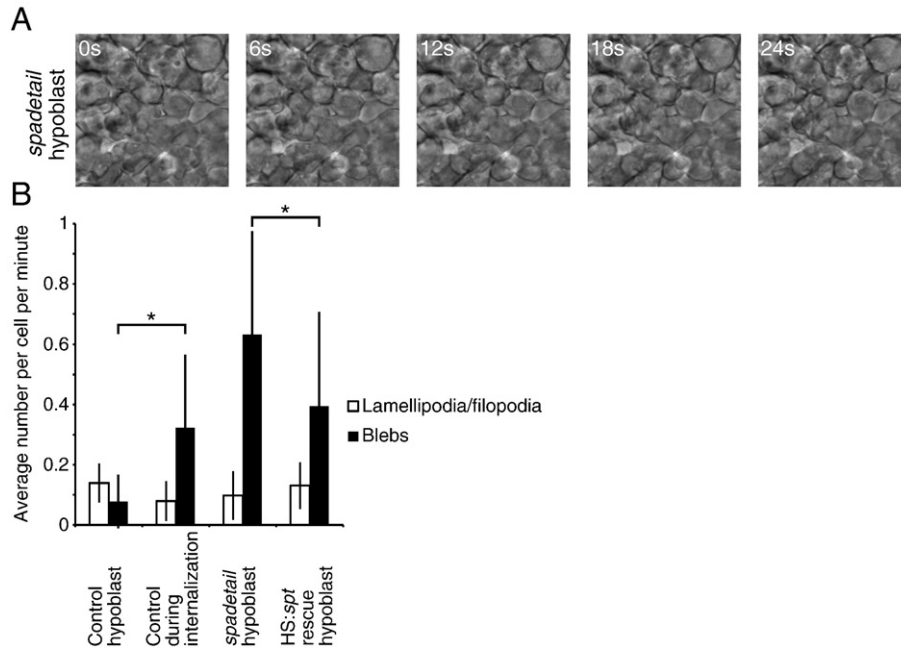 A
spadetail
hypoblast
0s
6s
12s
18s
24s
B
Average number per cell per minute
1
0.8
0.6
0.4
0.2
0
*
*
Lamellipodia/filopodia
Blebs
Control
hypoblast
Control
during
internalization
spadetail
hypoblast
HS:spt
rescue
hypoblast